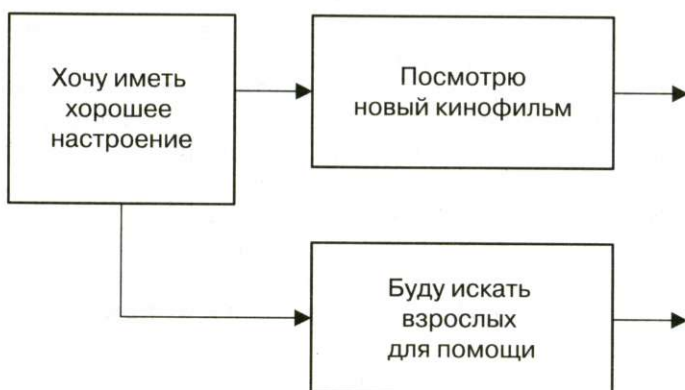 Хочу иметь
хорошее
настроение
Посмотрю
новый кинофильм
Буду искать
взрослых
для помощи